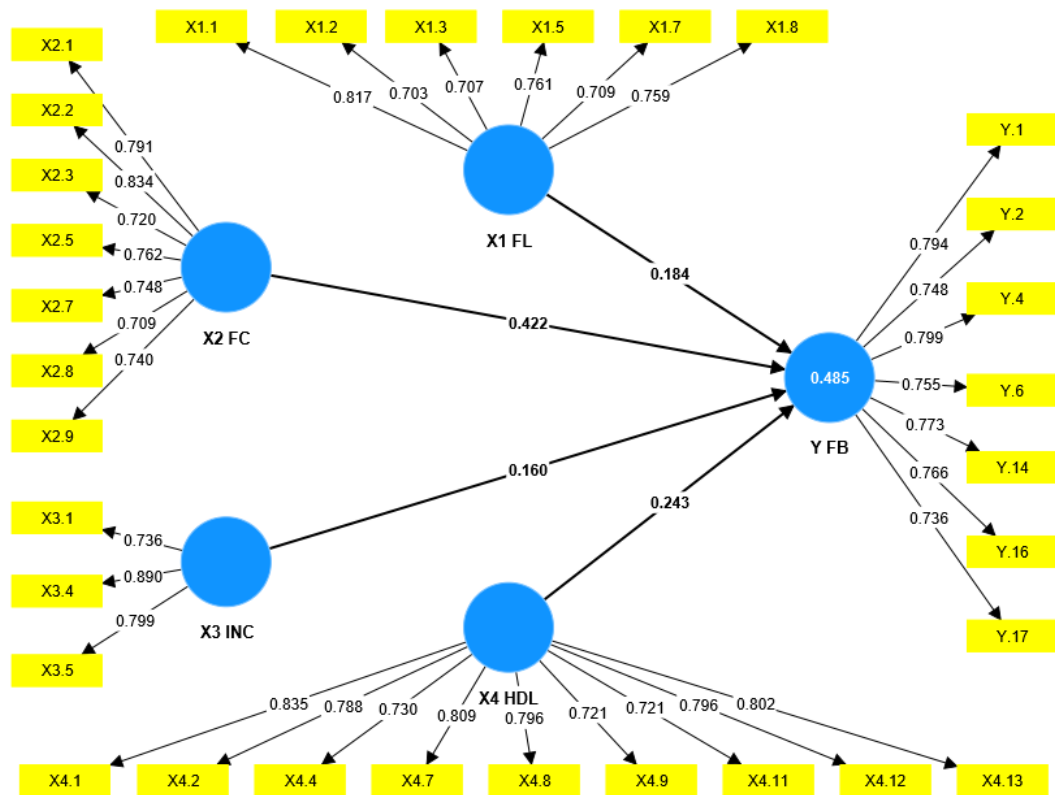 X1.1
X1.2
X1.3
X1.5
X1.7
X1.8
0.817
0.703
0.707
0.761
0.709
0.759
X1 FL
X2.1
X2.2
X2.3
X2.5
X2.7
X2.8
X2.9
0.791
0.834
0.720
0.762
0.748
0.709
0.740
X2 FC
0.184
0.422
0.160
0.243
0.485
Y FB
Y.1
Y.2
Y.4
Y.6
Y.14
Y.16
Y.17
0.794
0.748
0.799
0.755
0.773
0.766
0.736
X3.1
X3.4
X3.5
0.736
0.890
0.799
X3 INC
X4 HDL
0.835
0.788
0.730
0.809
0.796
0.721
0.721
0.796
0.802
X4.1
X4.2
X4.4
X4.7
X4.8
X4.9
X4.11
X4.12
X4.13